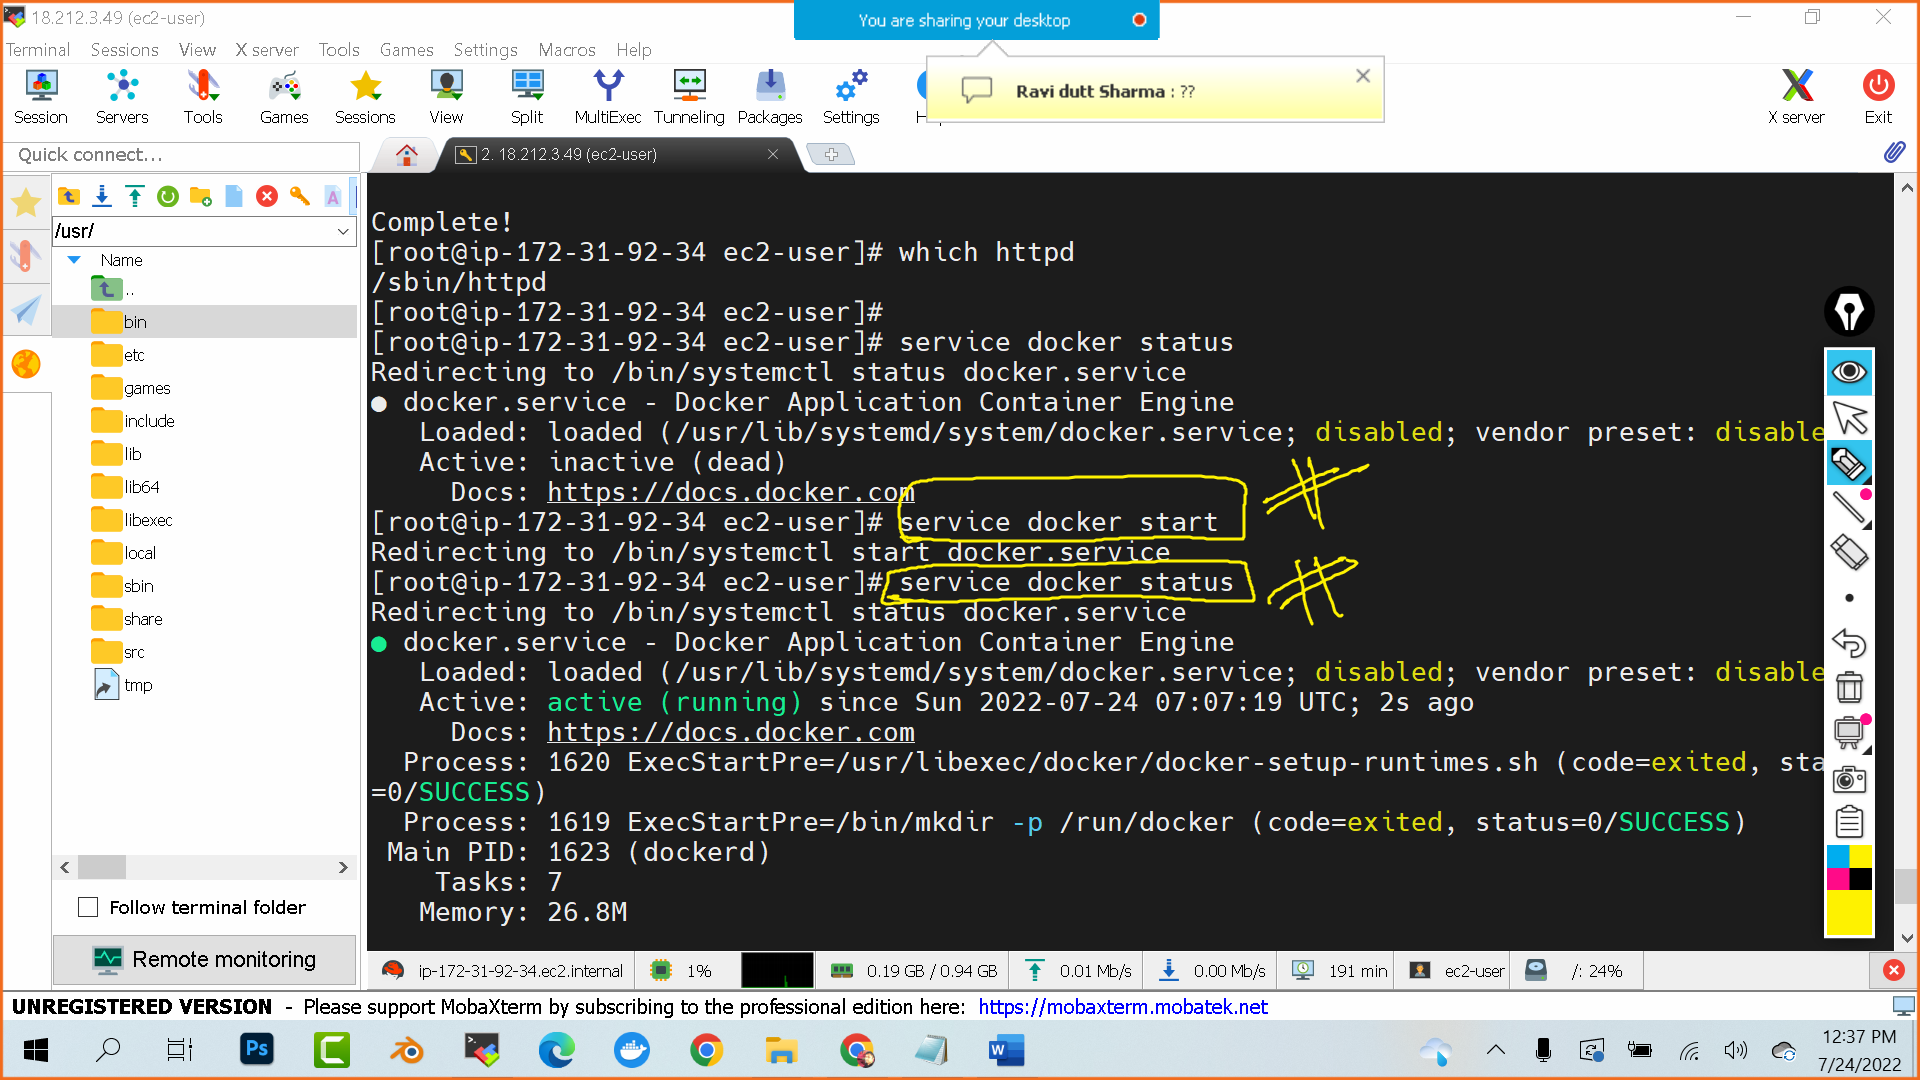 18.212.3.49 (ec2-user)
You are sharing your desktop
Terminal Sessions View X server Tools Games Settings Macros Help
Ravi dutt Sharma : ??
Session Servers Tools Games Sessions View Split MultiExec Tunneling Packages Settings X server Exit
Quick connect...
2. 18.212.3.49 (ec2-user)
/usr/
Name
..
bin
etc
games
include
lib
lib64
libexec
local
sbin
share
src
tmp
Follow terminal folder
Remote monitoring
Complete!
[root@ip-172-31-92-34 ec2-user]# which httpd
/sbin/httpd
[root@ip-172-31-92-34 ec2-user]#
[root@ip-172-31-92-34 ec2-user]# service docker status
Redirecting to /bin/systemctl status docker.service
● docker.service - Docker Application Container Engine
Loaded: loaded (/usr/lib/systemd/system/docker.service; disabled; vendor preset: disable
Active: inactive (dead)
Docs: https://docs.docker.com
[root@ip-172-31-92-34 ec2-user]# service docker start
Redirecting to /bin/systemctl start docker.service
[root@ip-172-31-92-34 ec2-user]# service docker status
Redirecting to /bin/systemctl status docker.service
● docker.service - Docker Application Container Engine
Loaded: loaded (/usr/lib/systemd/system/docker.service; disabled; vendor preset: disable
Active: active (running) since Sun 2022-07-24 07:07:19 UTC; 2s ago
Docs: https://docs.docker.com
Process: 1620 ExecStartPre=/usr/libexec/docker/docker-setup-runtimes.sh (code=exited, sta
=0/SUCCESS)
Process: 1619 ExecStartPre=/bin/mkdir -p /run/docker (code=exited, status=0/SUCCESS)
Main PID: 1623 (dockerd)
Tasks: 7
Memory: 26.8M
#
#
ip-172-31-92-34.ec2.internal 1% 0.19 GB / 0.94 GB 0.01 Mb/s 0.00 Mb/s 191 min ec2-user /: 24%
UNREGISTERED VERSION - Please support MobaXterm by subscribing to the professional edition here: https://mobaxterm.mobatek.net
Ps
12:37 PM
7/24/2022